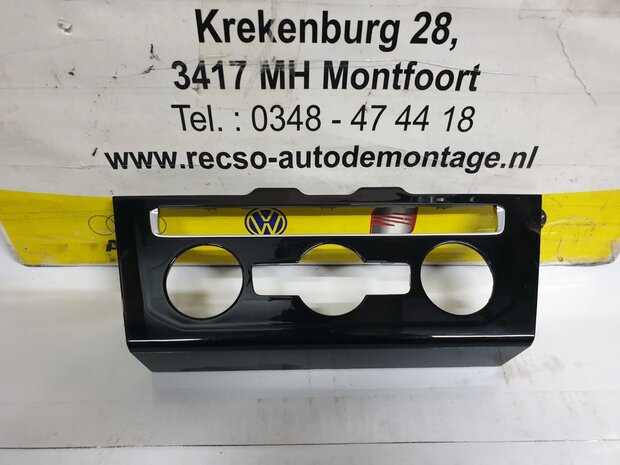 Krekenburg 28,
3417 MH Montfoort
Tel. : 0348 - 47 44 18
www.recso-autodemontage.nl